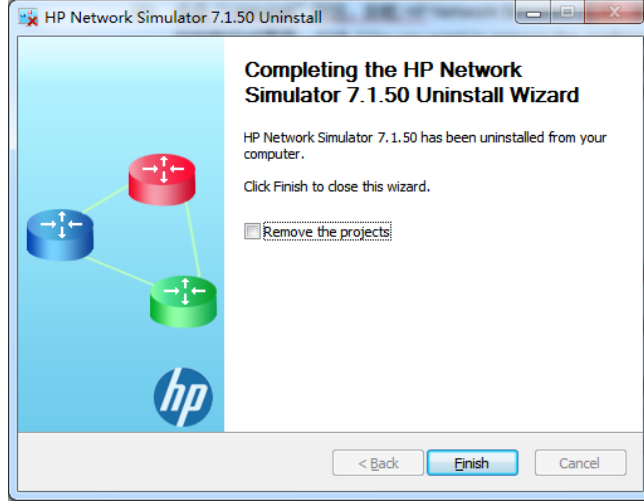 HP Network Simulator 7.1.50 Uninstall
Completing the HP Network
Simulator 7.1.50 Uninstall Wizard
HP Network Simulator 7.1.50 has been uninstalled from your
computer.
Click Finish to close this wizard.
Remove the projects
hp
< Back
Finish
Cancel